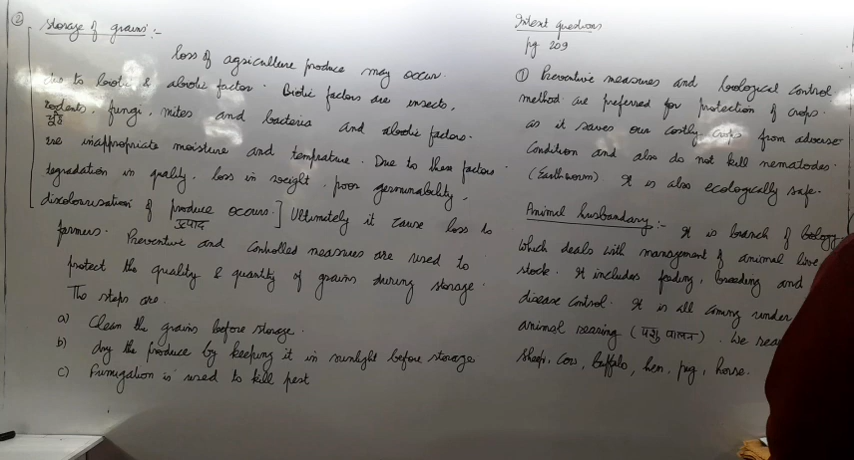 ② Storage of grains :-
loss of agriculture produce may occur
due to biotic & abiotic factor. Biotic factors are insects,
rodents, fungi, mites and bacteria and abiotic factors.
are inappropriate moisture and temprature. Due to these factors
degradation in quality, loss in weight, poor germinability,
discolourisation of produce occurs.] Ultimately it cause loss to
उत्पाद
farmers. Preventive and controlled measures are used to
protect the quality & quantity of grains during storage.
The steps are.
a) Clean the grains before storage.
b) dry the produce by keeping it in sunlight before storage
c) Fumigation is used to kill pest
Intext questions
pg 209
① Preventive measures and biological control
method are preferred for protection of crops.
as it saves our costly crops from adverse
condition and also do not kill nematodes.
(Earthworm) It is also ecologically safe.
Animal husbandary :- It is branch of biology
which deals with management of animal live
stock. It includes feeding, breeding and
disease control. It is all coming under
animal rearing (पशु पालन). We rea
sheep, cow, buffalo, hen, pig, horse.